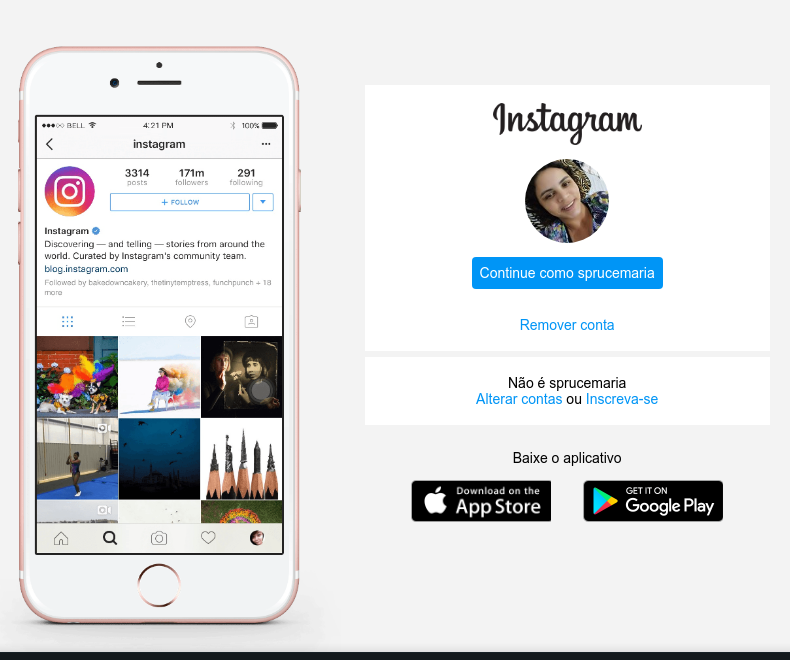 BELL
4:21 PM
100%
instagram
3314
171m
291
posts
followers
following
+ FOLLOW
Instagram
Discovering — and telling — stories from around the
world. Curated by Instagram's community team.
blog.instagram.com
Followed by bakedowncakery, thetinytemptress, funchpunch + 18
more
Instagram
Continue como sprucemaria
Remover conta
Não é sprucemaria
Alterar contas ou Inscreva-se
Baixe o aplicativo
Download on the
App Store
GET IT ON
Google Play